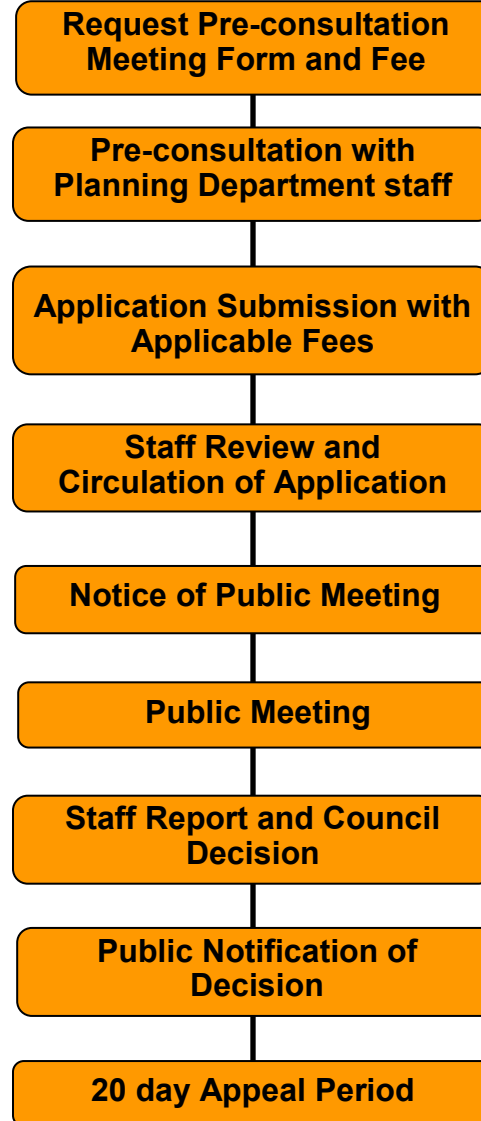 Request Pre-consultation
Meeting Form and Fee
Pre-consultation with
Planning Department staff
Application Submission with
Applicable Fees
Staff Review and
Circulation of Application
Notice of Public Meeting
Public Meeting
Staff Report and Council
Decision
Public Notification of
Decision
20 day Appeal Period